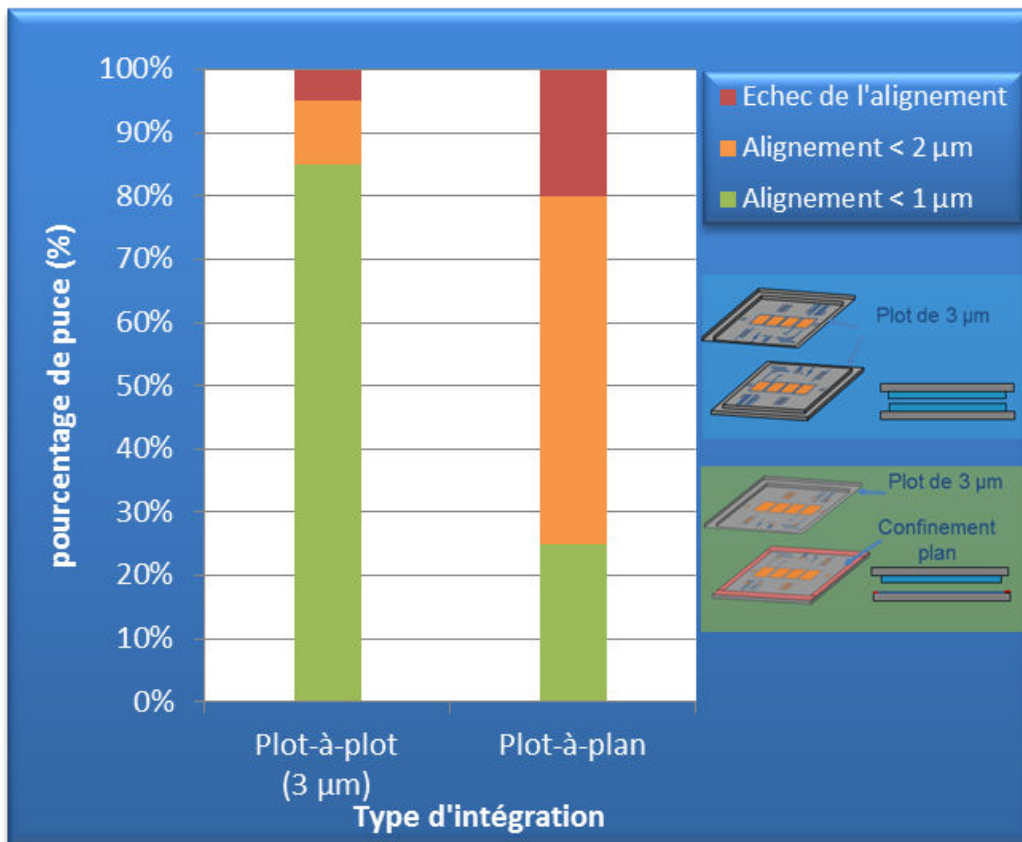 100%
90%
80%
70%
60%
50%
40%
30%
20%
10%
0%
pourcentage de puce (%)
Plot-à-plot
(3 µm)
Plot-à-plan
Type d'intégration
Echec de l'alignement
Alignement < 2 µm
Alignement < 1 µm
Plot de 3 µm
Plot de 3 µm
Confinement
plan